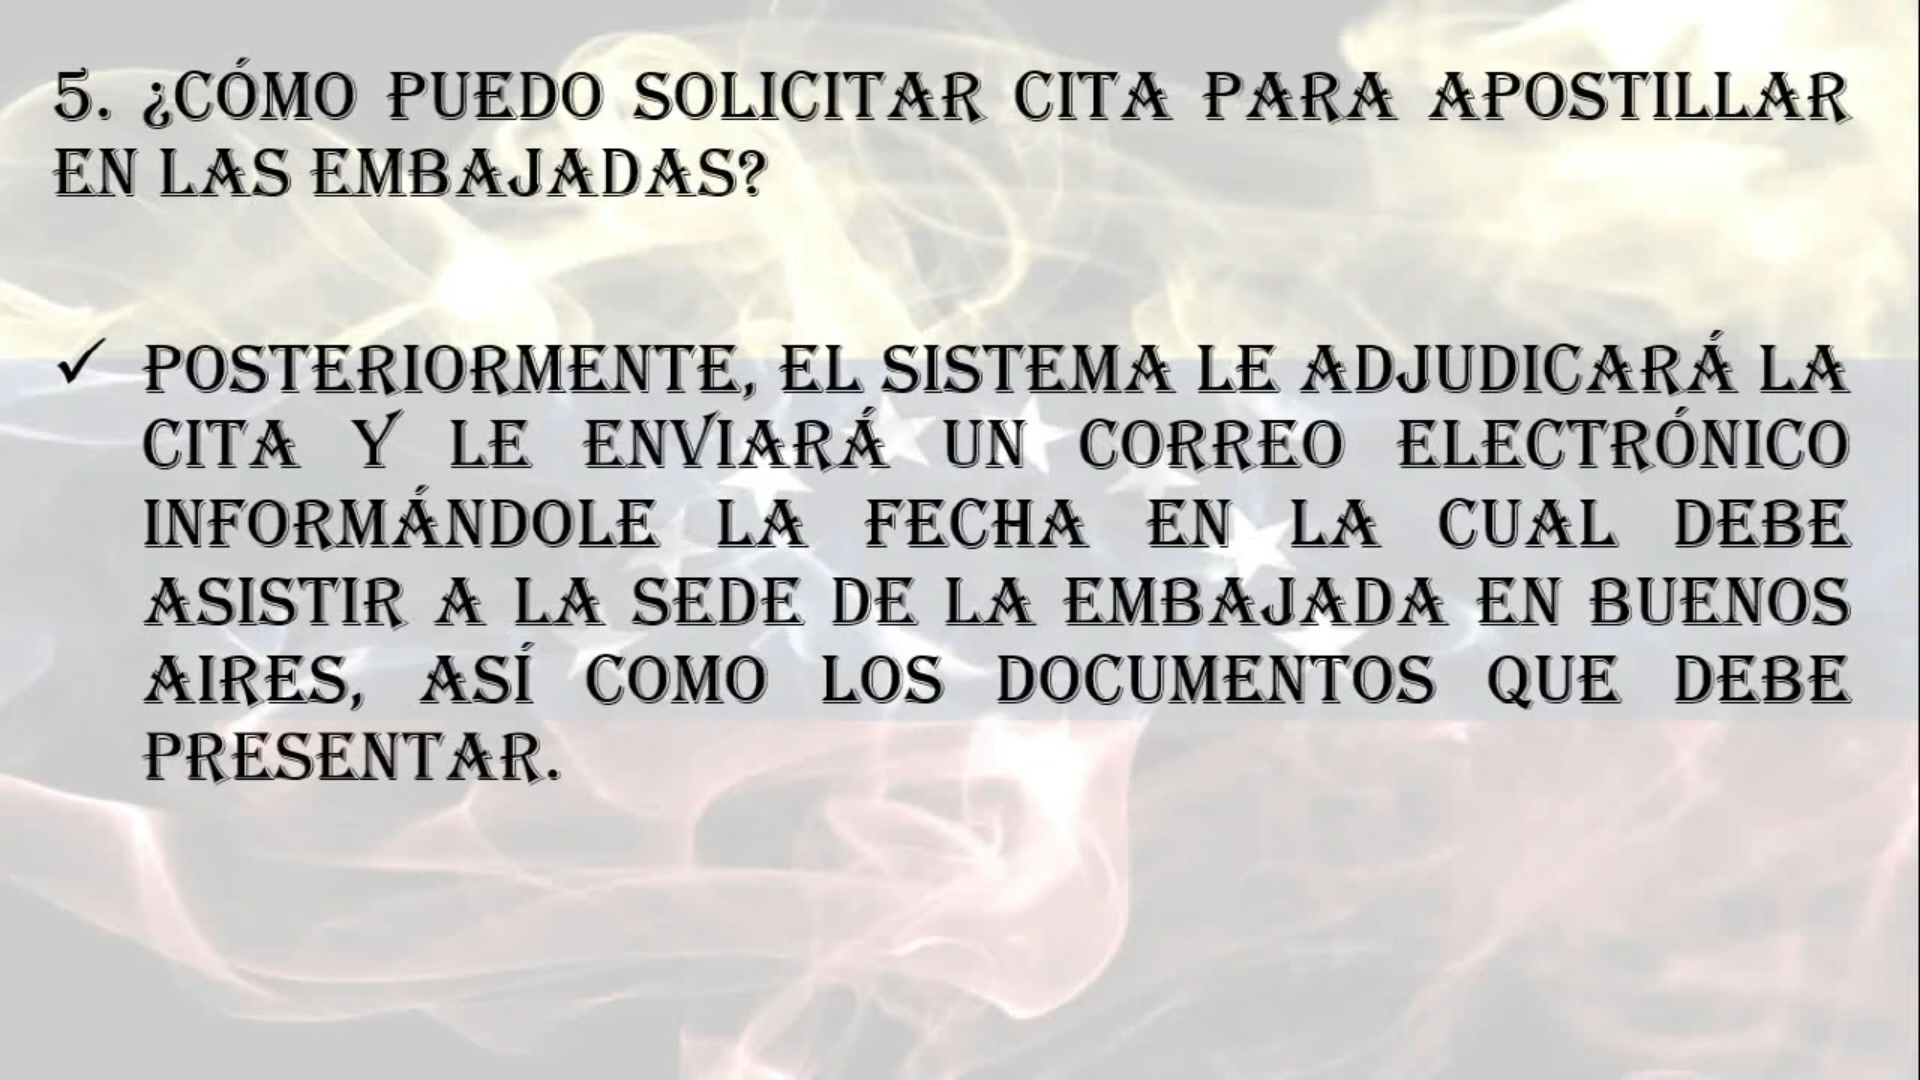 5. ¿CÓMO PUEDO SOLICITAR CITA PARA APOSTILLAR
EN LAS EMBAJADAS?
✓ POSTERIORMENTE, EL SISTEMA LE ADJUDICARÁ LA
CITA Y LE ENVIARÁ UN CORREO ELECTRÓNICO
INFORMÁNDOLE LA FECHA EN LA CUAL DEBE
ASISTIR A LA SEDE DE LA EMBAJADA EN BUENOS
AIRES, ASÍ COMO LOS DOCUMENTOS QUE DEBE
PRESENTAR.